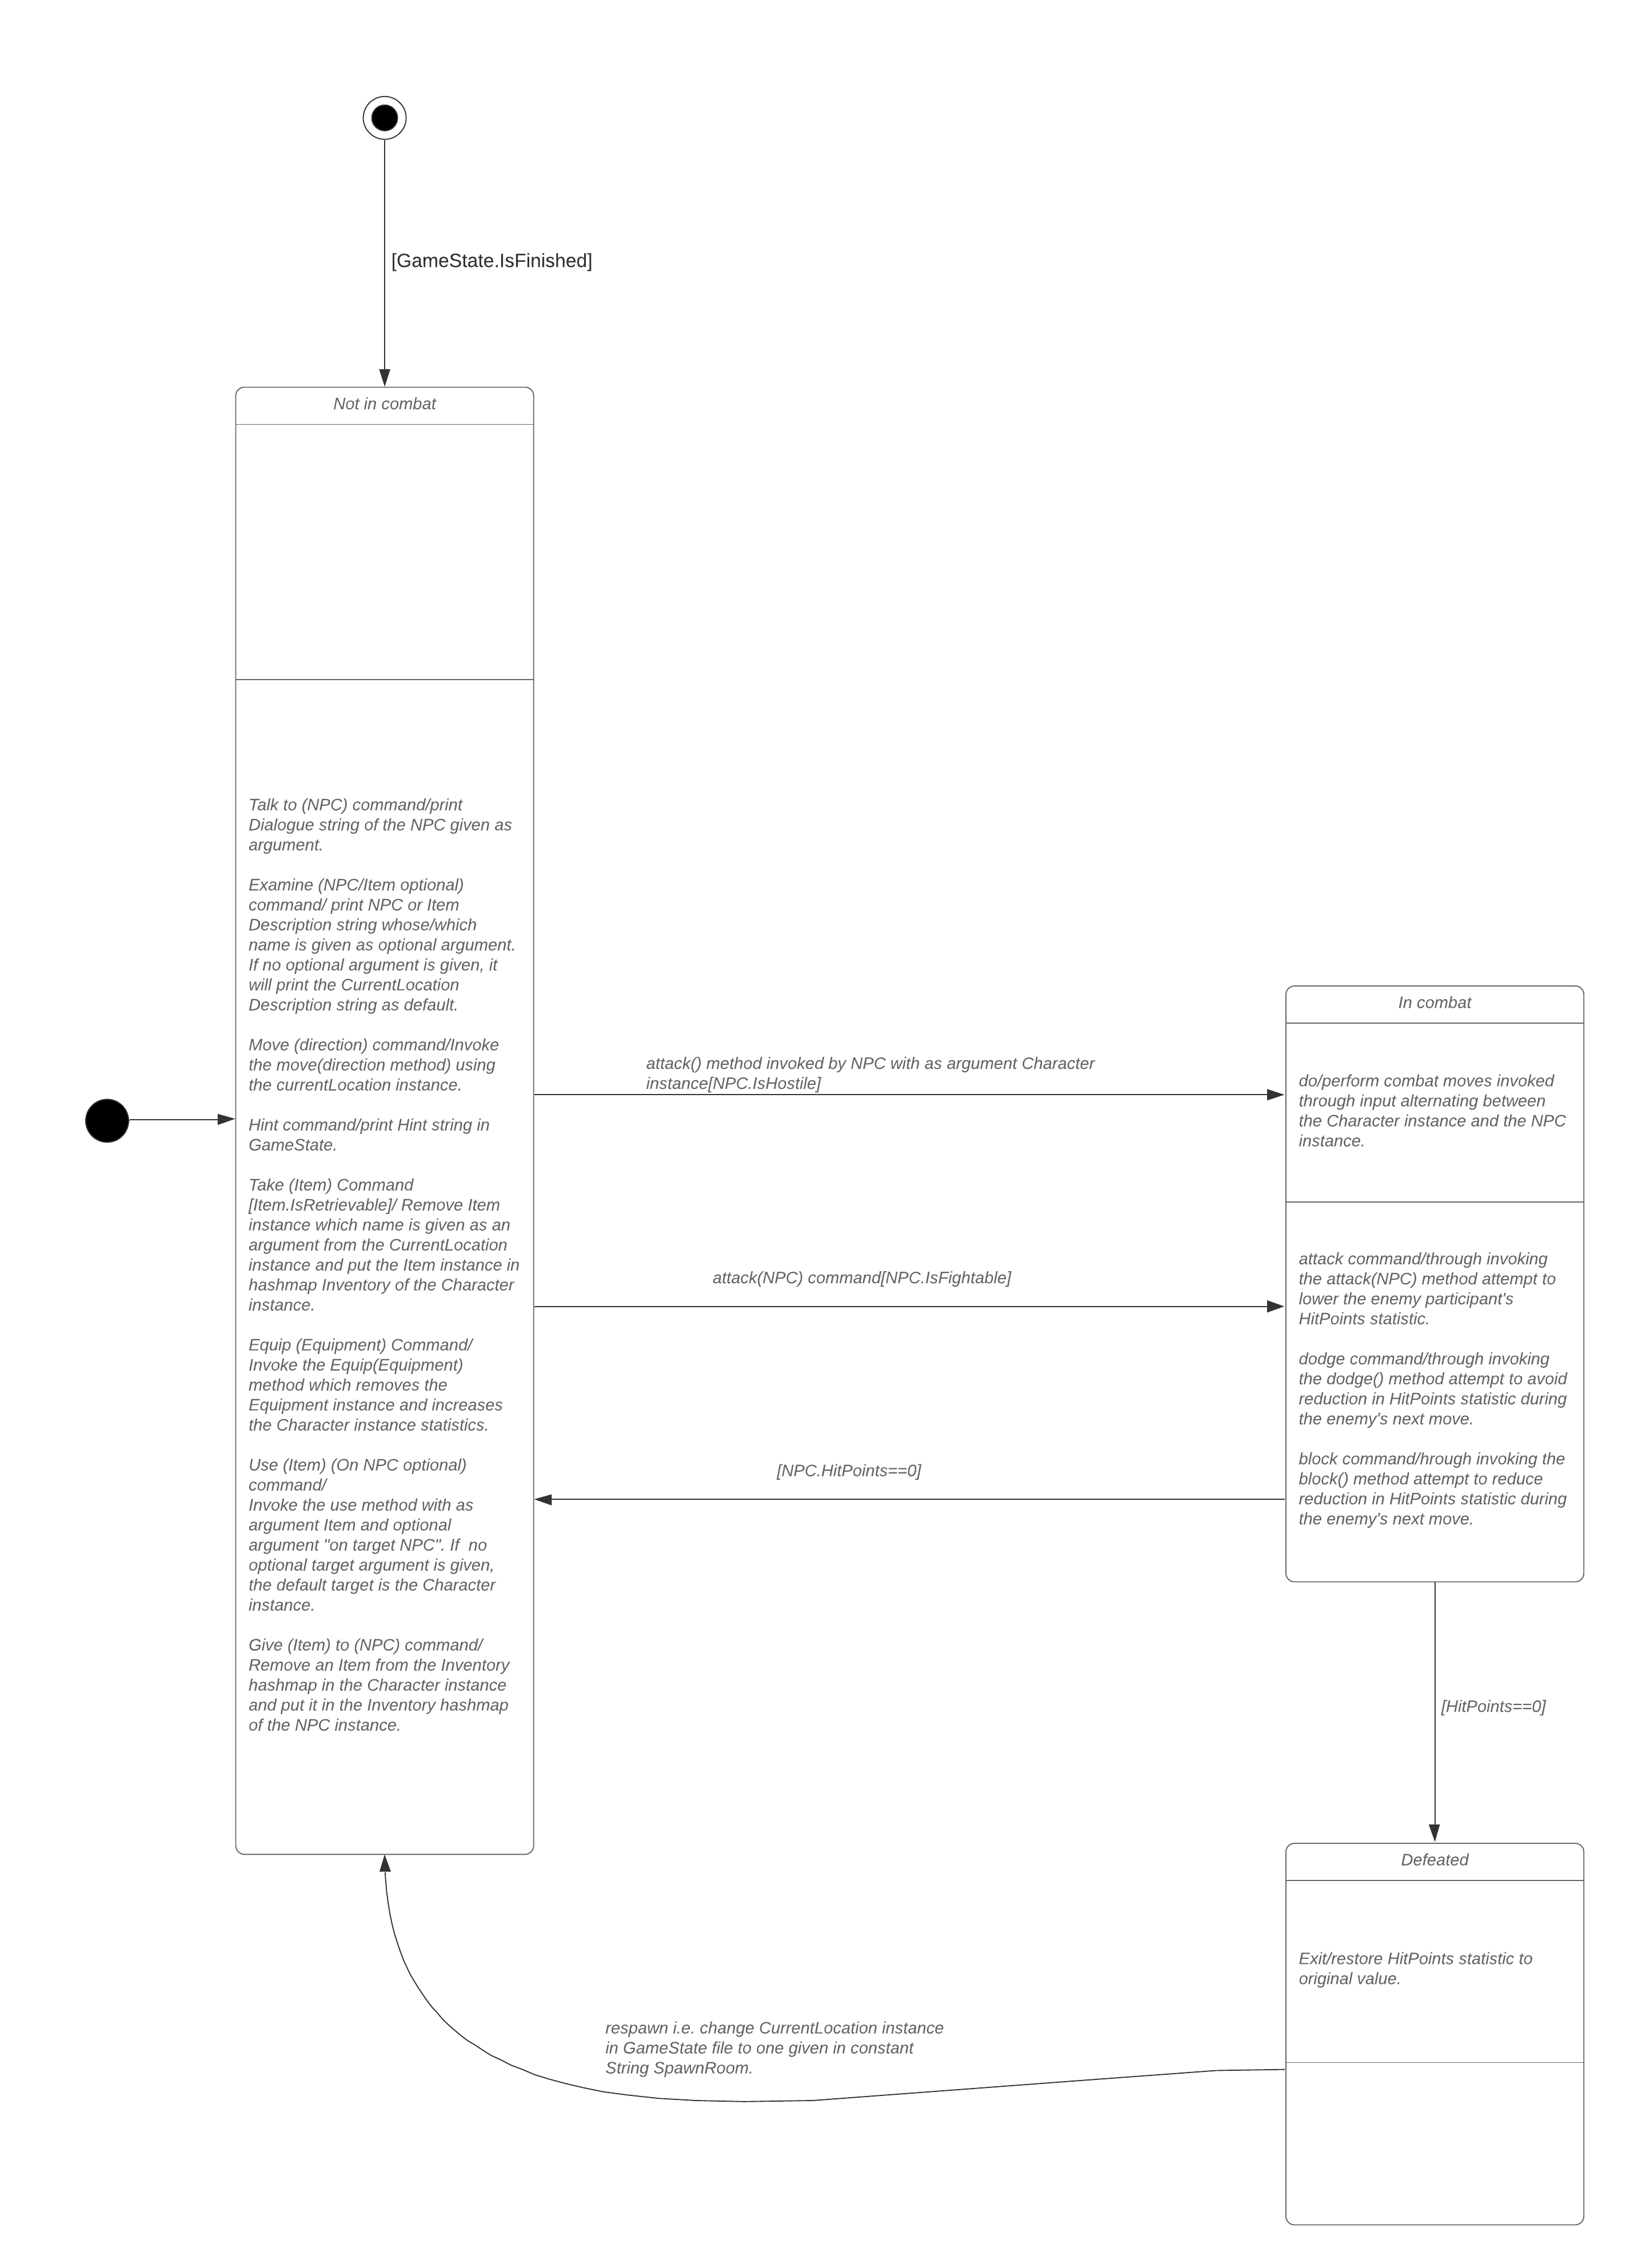 [GameState.IsFinished]
Not in combat
Talk to (NPC) command/print
Dialogue string of the NPC given as
argument.
Examine (NPC/Item optional)
command/ print NPC or Item
Description string whose/which
name is given as optional argument.
If no optional argument is given, it
will print the CurrentLocation
Description string as default.
Move (direction) command/Invoke
the move(direction method) using
the currentLocation instance.
Hint command/print Hint string in
GameState.
Take (Item) Command
[Item.IsRetrievable]/ Remove Item
instance which name is given as an
argument from the CurrentLocation
instance and put the Item instance in
hashmap Inventory of the Character
instance.
Equip (Equipment) Command/
Invoke the Equip(Equipment)
method which removes the
Equipment instance and increases
the Character instance statistics.
Use (Item) (On NPC optional)
command/
Invoke the use method with as
argument Item and optional
argument "on target NPC". If  no
optional target argument is given,
the default target is the Character
instance.
Give (Item) to (NPC) command/
Remove an Item from the Inventory
hashmap in the Character instance
and put it in the Inventory hashmap
of the NPC instance.
attack() method invoked by NPC with as argument Character
instance[NPC.IsHostile]
attack(NPC) command[NPC.IsFightable]
[NPC.HitPoints==0]
In combat
do/perform combat moves invoked
through input alternating between
the Character instance and the NPC
instance.
attack command/through invoking
the attack(NPC) method attempt to
lower the enemy participant's
HitPoints statistic.
dodge command/through invoking
the dodge() method attempt to avoid
reduction in HitPoints statistic during
the enemy's next move.
block command/hrough invoking the
block() method attempt to reduce
reduction in HitPoints statistic during
the enemy's next move.
[HitPoints==0]
Defeated
Exit/restore HitPoints statistic to
original value.
respawn i.e. change CurrentLocation instance
in GameState file to one given in constant
String SpawnRoom.